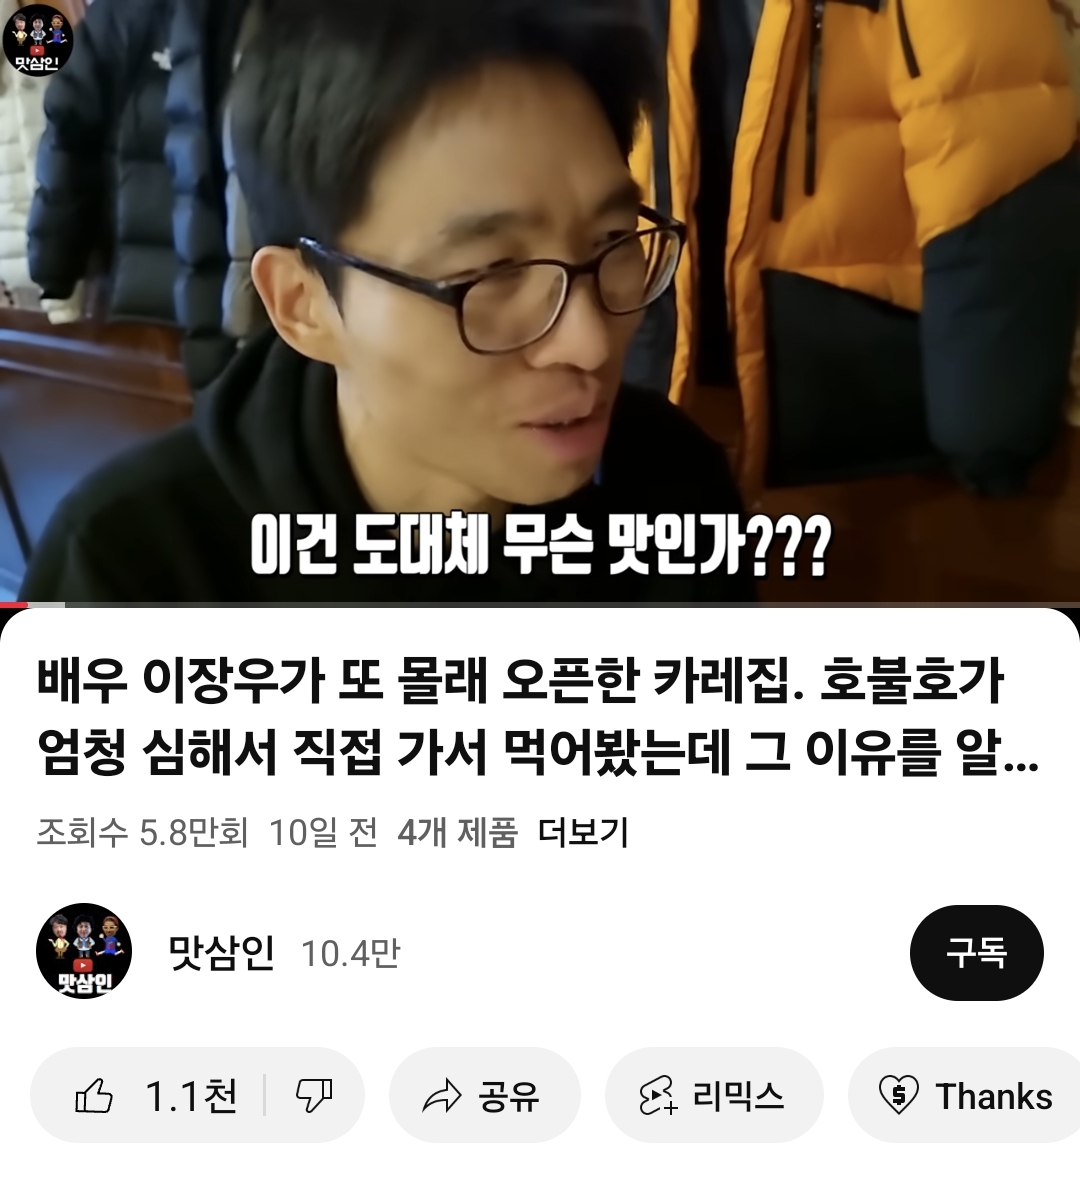 맛삼인
이건 도대체 무슨 맛인가???
배우 이장우가 또 몰래 오픈한 카레집. 호불호가
엄청 심해서 직접 가서 먹어봤는데 그 이유를 알...
조회수 5.8만회 10일 전 4개 제품 더보기
맛삼인
맛삼인 10.4만
구독
1.1천
공유
리믹스
Thanks